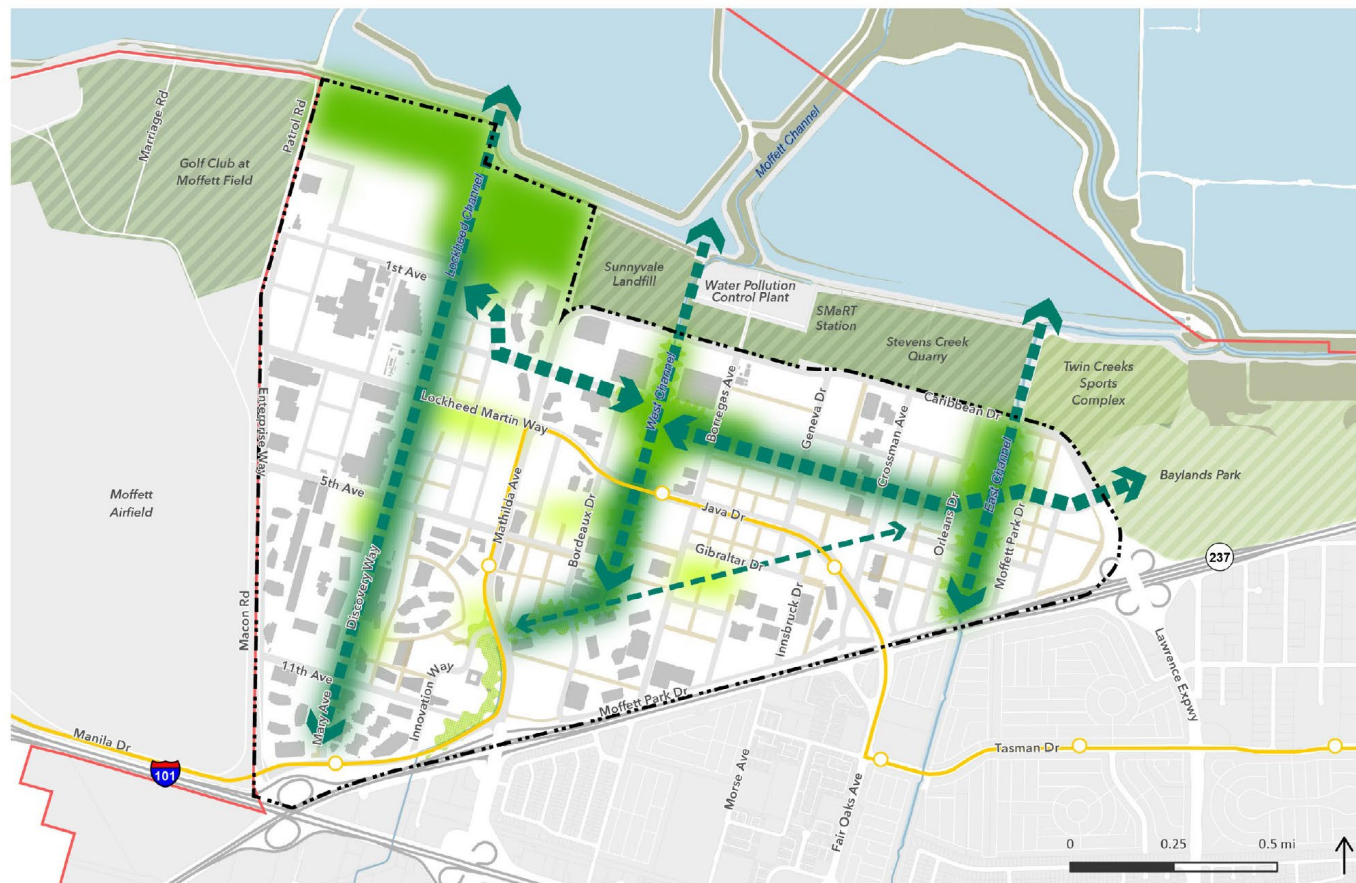 Marriage Rd
Patrol Rd
Golf Club at
Moffett Field
Moffett Channel
Lockheed Channel
1st Ave
Sunnyvale
Landfill
Water Pollution
Control Plant
SMaRT
Station
Stevens Creek
Quarry
Twin Creeks
Sports
Complex
Baylands Park
West Channel
Borregas Ave
Geneva Dr
Caribbean Dr
Crossman Ave
Enterprise Way
Lockheed Martin Way
5th Ave
Mathilda Ave
Bordeaux Dr
Java Dr
Orleans Dr
East Channel
Moffett Park Dr
Gibraltar Dr
Moffett
Airfield
237
Macon Rd
Discovery Way
Innsbruck Dr
11th Ave
Innovation Way
Mary Ave
Moffett Park Dr
Lawrence Expwy
Manila Dr
101
Morse Ave
Fair Oaks Ave
Tasman Dr
0 0.25 0.5 mi